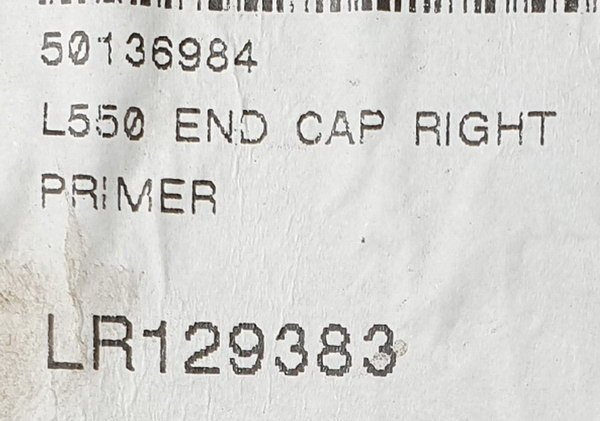 50136984
L550 END CAP RIGHT
PRIMER
LR129383